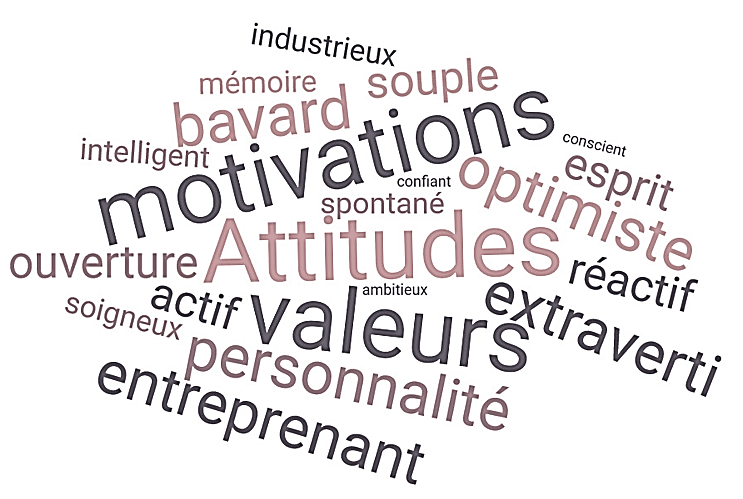 industrieux
mémoire
souple
bavard
motivations
conscient
intelligent
esprit
confiant
optimiste
spontané
Attitudes
ouverture
réactif
ambitieux
actif
extraverti
soigneux
valeurs
personnalité
entreprenant